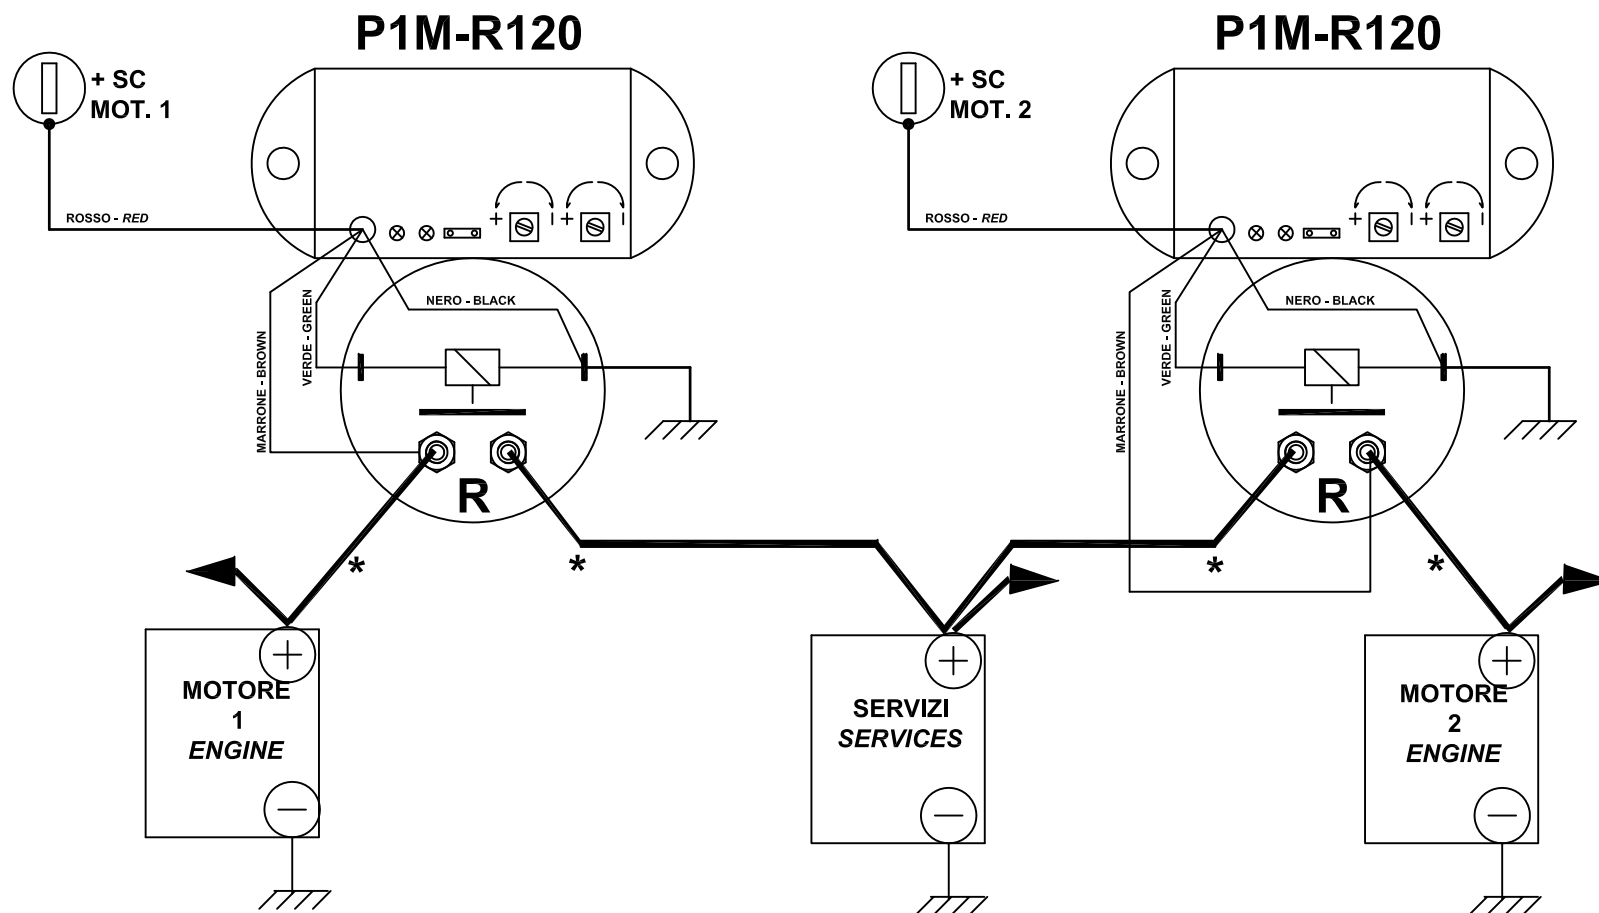 P1M-R120
P1M-R120
+ SC
MOT. 1
+ SC
MOT. 2
+ - + -
+ - + -
ROSSO - RED
ROSSO - RED
MARRONE - BROWN
VERDE - GREEN
NERO - BLACK
MARRONE - BROWN
VERDE - GREEN
NERO - BLACK
R
R
*
*
*
*
+
MOTORE
1
ENGINE
-
+
SERVIZI
SERVICES
-
+
MOTORE
2
ENGINE
-